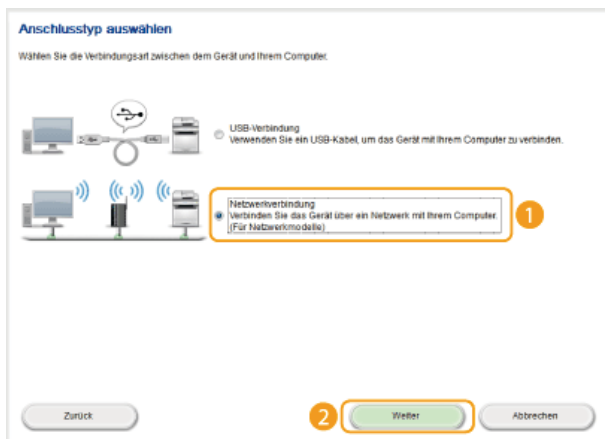 Anschlusstyp auswählen
Wählen Sie die Verbindungsart zwischen dem Gerät und Ihrem Computer.
USB-Verbindung
Verwenden Sie ein USB-Kabel, um das Gerät mit Ihrem Computer zu verbinden.
Netzwerkverbindung
Verbinden Sie das Gerät über ein Netzwerk mit Ihrem Computer.
(Für Netzwerkmodelle)
1
Zurück
2
Weiter
Abbrechen